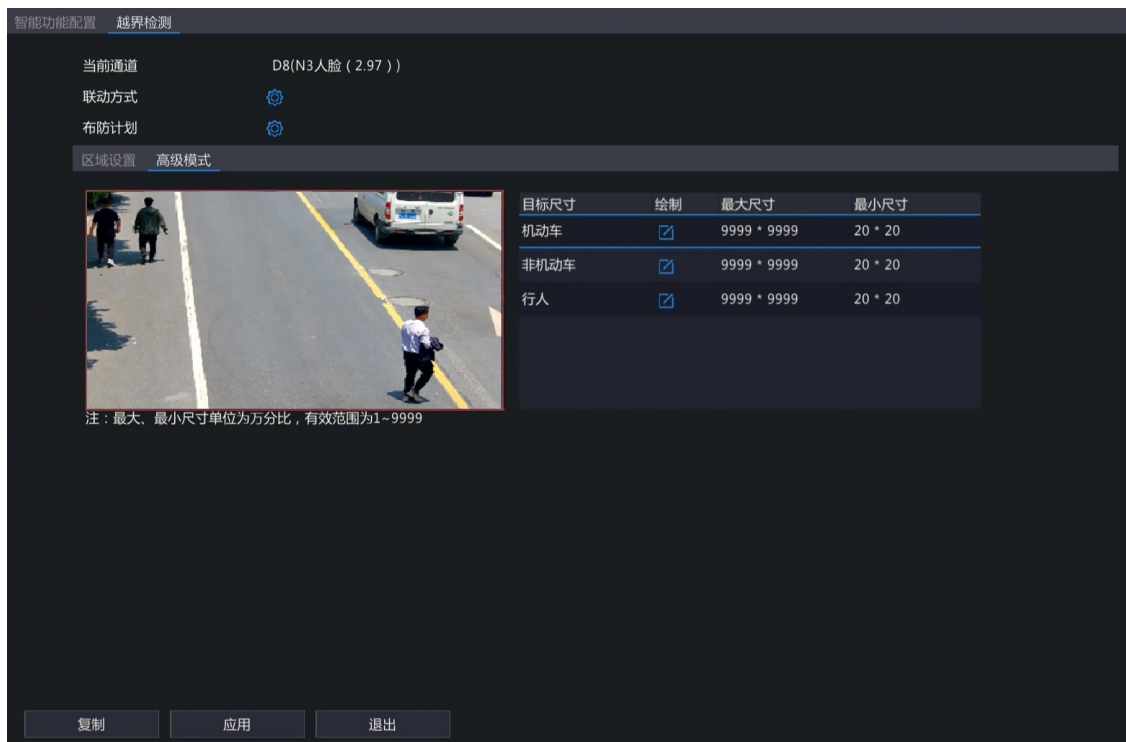 智能功能配置 越界检测
当前通道 D8(N3人脸（2.97）)
联动方式
布防计划
区域设置 高级模式
目标尺寸 绘制 最大尺寸 最小尺寸
机动车 9999 * 9999 20 * 20
非机动车 9999 * 9999 20 * 20
行人 9999 * 9999 20 * 20
注：最大、最小尺寸单位为万分比，有效范围为1~9999
复制 应用 退出